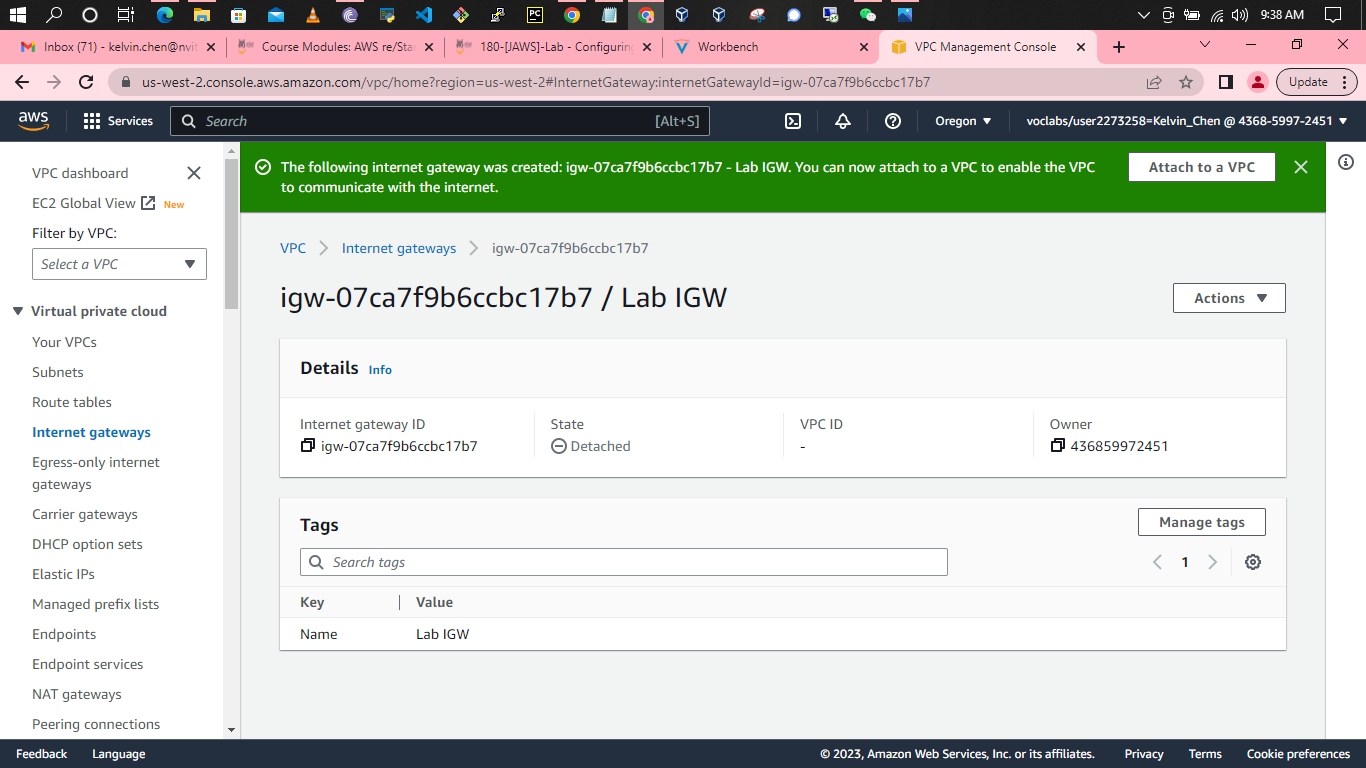 9:38 AM
Inbox (71) - kelvin.chen@nvit
Course Modules: AWS re/Sta
180-[JAWS]-Lab - Configurin
Workbench
VPC Management Console
us-west-2.console.aws.amazon.com/vpc/home?region=us-west-2#InternetGateway:internetGatewayId=igw-07ca7f9b6ccbc17b7
Update
aws
Services
Search
[Alt+S]
Oregon
voclabs/user2273258=Kelvin_Chen @ 4368-5997-2451
VPC dashboard
EC2 Global View
New
Filter by VPC:
Select a VPC
Virtual private cloud
Your VPCs
Subnets
Route tables
Internet gateways
Egress-only internet
gateways
Carrier gateways
DHCP option sets
Elastic IPs
Managed prefix lists
Endpoints
Endpoint services
NAT gateways
Peering connections
The following internet gateway was created: igw-07ca7f9b6ccbc17b7 - Lab IGW. You can now attach to a VPC to enable the VPC
to communicate with the internet.
Attach to a VPC
VPC
Internet gateways
igw-07ca7f9b6ccbc17b7
igw-07ca7f9b6ccbc17b7 / Lab IGW
Actions
Details
Info
Internet gateway ID
igw-07ca7f9b6ccbc17b7
State
Detached
VPC ID
-
Owner
436859972451
Tags
Manage tags
Search tags
1
Key
Value
Name
Lab IGW
Feedback
Language
© 2023, Amazon Web Services, Inc. or its affiliates.
Privacy
Terms
Cookie preferences